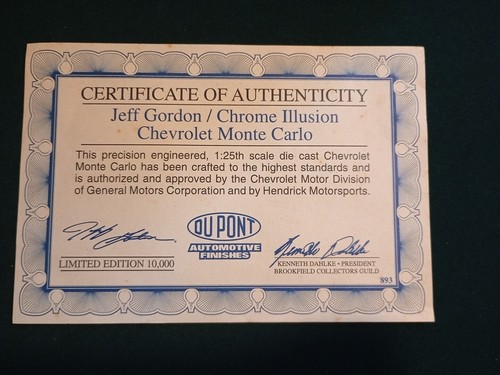 CERTIFICATE OF AUTHENTICITY
Jeff Gordon / Chrome Illusion
Chevrolet Monte Carlo
This precision engineered, 1:25th scale die cast Chevrolet
Monte Carlo has been crafted to the highest standards and
is authorized and approved by the Chevrolet Motor Division
of General Motors Corporation and by Hendrick Motorsports.
DU PONT
AUTOMOTIVE
FINISHES
LIMITED EDITION 10,000
KENNETH DAHLKE • PRESIDENT
BROOKFIELD COLLECTORS GUILD
893